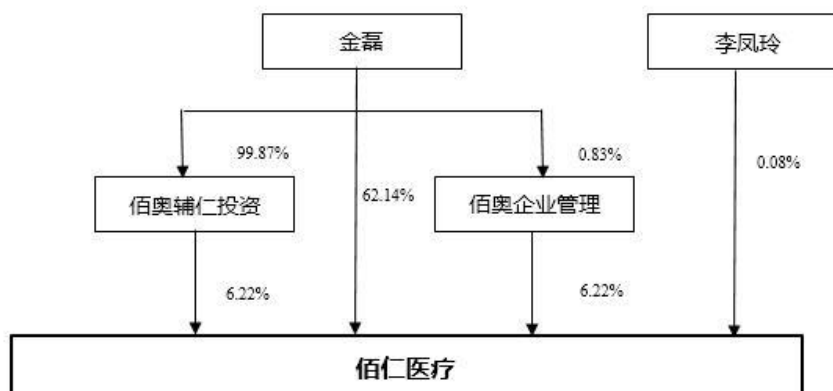 金磊
李凤玲
99.87%
0.83%
0.08%
佰奥辅仁投资
62.14%
佰奥企业管理
6.22%
6.22%
佰仁医疗